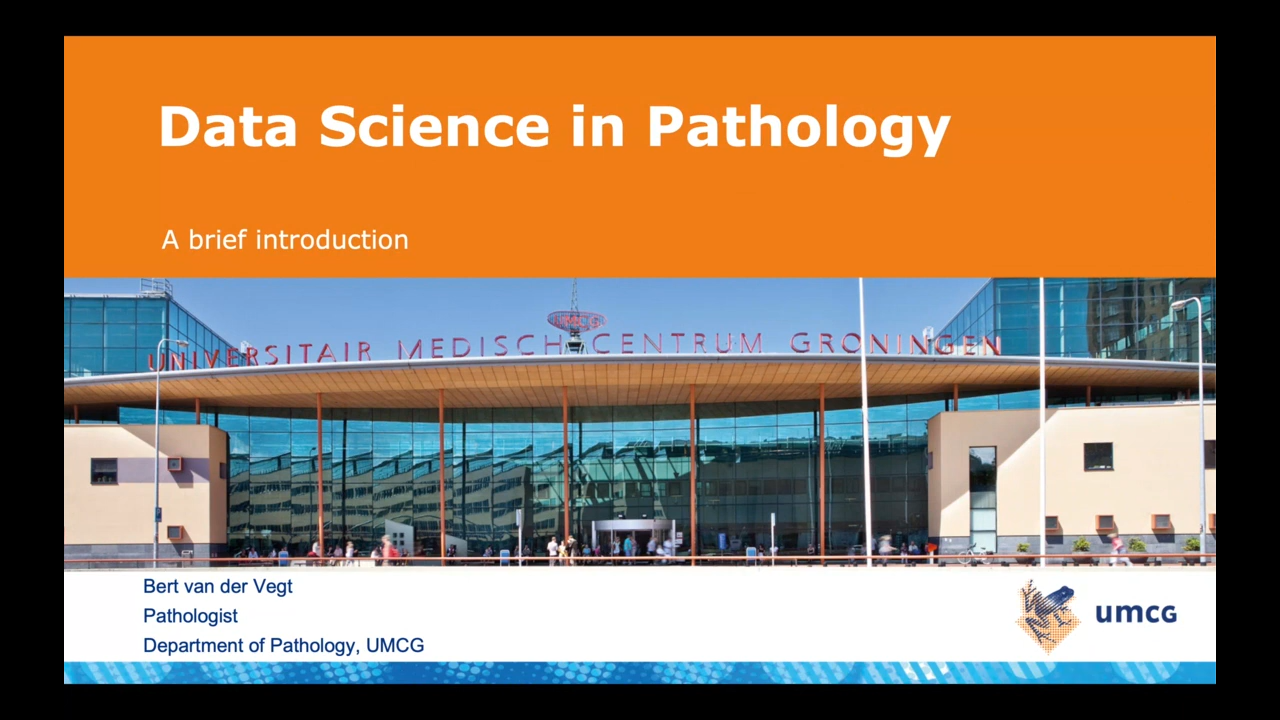 Data Science in Pathology
A brief introduction
UMCG
UNIVERSITAIR MEDISCH CENTRUM GRONINGEN
Bert van der Vegt
Pathologist
Department of Pathology, UMCG
umcg